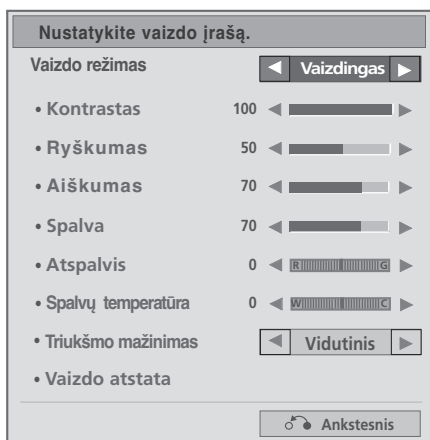 Nustatykite vaizdo įrašą.
Vaizdo režimas Vaizdingas
• Kontrastas 100
• Ryškumas 50
• Aiškumas 70
• Spalva 70
• Atspalvis 0 R G
• Spalvų temperatūra 0 W C
• Triukšmo mažinimas Vidutinis
• Vaizdo atstata
Ankstesnis